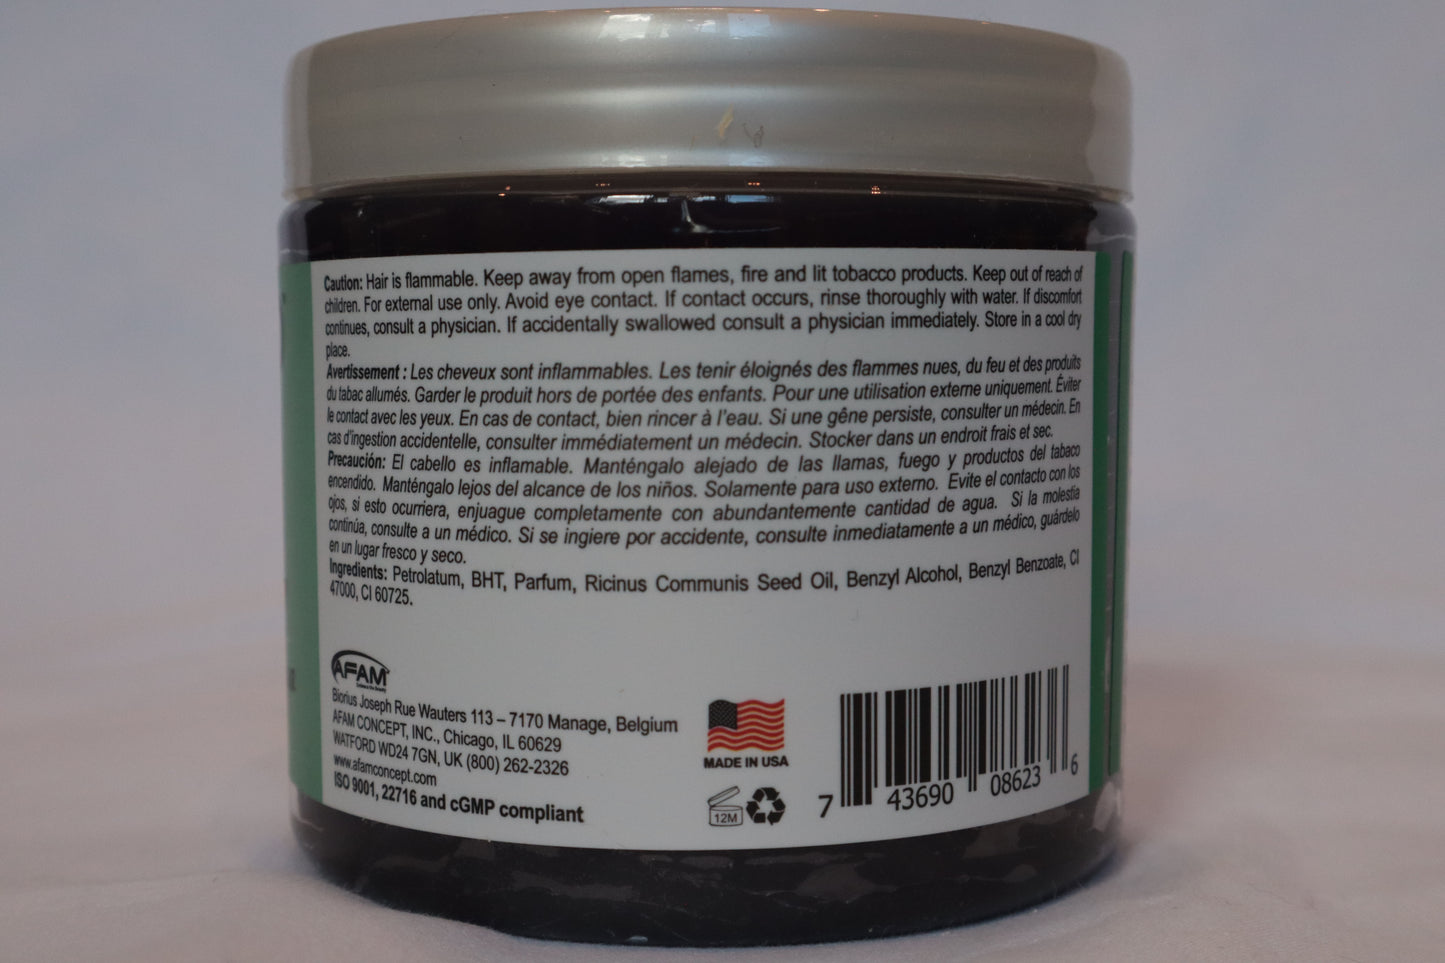 Caution: Hair is flammable. Keep away from open flames, fire and lit tobacco products. Keep out of reach of
children. For external use only. Avoid eye contact. If contact occurs, rinse thoroughly with water. If discomfort
continues, consult a physician. If accidentally swallowed consult a physician immediately. Store in a cool dry
place.
Avertissement : Les cheveux sont inflammables. Les tenir éloignés des flammes nues, du feu et des produits
du tabac allumés. Garder le produit hors de portée des enfants. Pour une utilisation externe uniquement. Éviter
le contact avec les yeux. En cas de contact, bien rincer à l'eau. Si une gêne persiste, consulter un médecin. En
cas d'ingestion accidentelle, consulter immédiatement un médecin. Stocker dans un endroit frais et sec.
Precaución: El cabello es inflamable. Manténgalo alejado de las llamas, fuego y productos del tabaco
encendido. Manténgalo lejos del alcance de los niños. Solamente para uso externo. Evite el contacto con los
ojos, si esto ocurriera, enjuague completamente con abundantemente cantidad de agua. Si la molestia
continúa, consulte a un médico. Si se ingiere por accidente, consulte inmediatamente a un médico, guárdelo
en un lugar fresco y seco.
Ingredients: Petrolatum, BHT, Parfum, Ricinus Communis Seed Oil, Benzyl Alcohol, Benzyl Benzoate, CI
47000, CI 60725.
AFAM
Biorius Joseph Rue Wauters 113 – 7170 Manage, Belgium
AFAM CONCEPT, INC., Chicago, IL 60629
WATFORD WD24 7GN, UK (800) 262-2326
www.afamconcept.com
ISO 9001, 22716 and cGMP compliant
MADE IN USA
12M
7 43690 08623 6